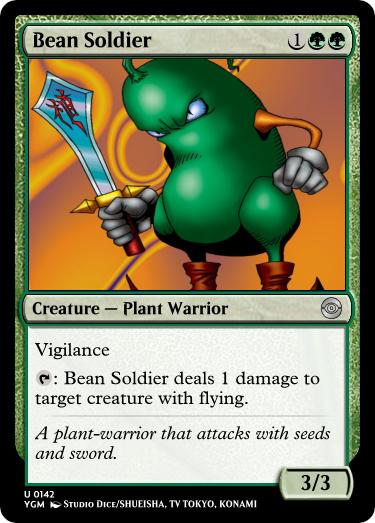 Bean Soldier 1
Creature — Plant Warrior
Vigilance
: Bean Soldier deals 1 damage to
target creature with flying.
A plant-warrior that attacks with seeds
and sword.
3/3
U 0142
YGM Studio Dice/SHUEISHA, TV TOKYO, KONAMI